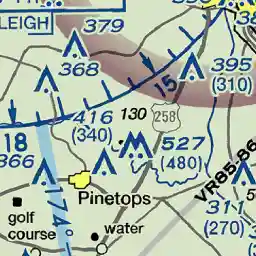 LEIGH
379
368
15
395
(310)
416
130
258
(340)
527
(480)
18
366
Pinetops
VR85-86
174°
golf
course
water
(270)